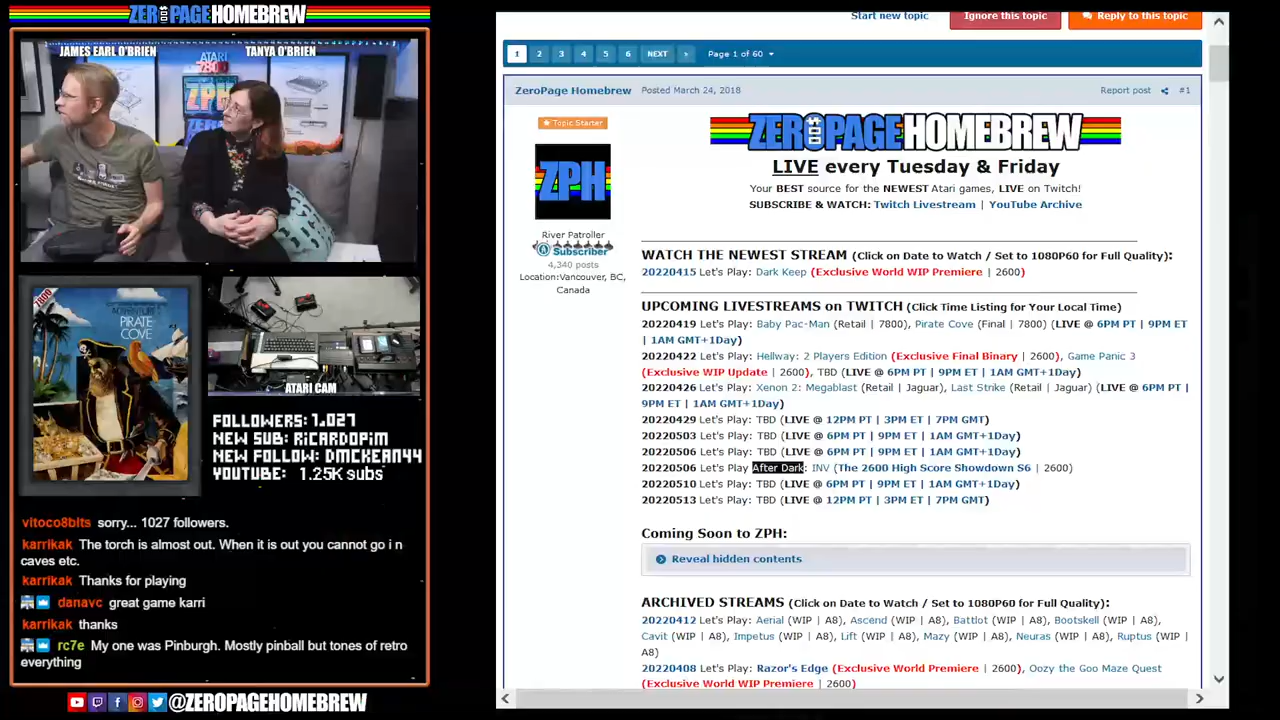 ZEROPAGE HOMEBREW
JAMES EARL O'BRIEN
TANYA O'BRIEN
ATARI
ZPH
PIRATE
COVE
7800
ATARI CAM
FOLLOWERS: 1,027
NEW SUB: RICARDOPIM
NEW FOLLOW: DMCKEAN44
YOUTUBE: 1.25K subs
vitoco8bits sorry... 1027 followers.
karrikak The torch is almost out. When it is out you cannot go i n
caves etc.
karrikak Thanks for playing
danavc great game karri
karrikak thanks
rc7e My one was Pinburgh. Mostly pinball but tones of retro
everything
@ZEROPAGEHOMEBREW
Start new topic
Ignore this topic
Reply to this topic
1 2 3 4 5 6 NEXT » Page 1 of 60
ZeroPage Homebrew Posted March 24, 2018 Report post #1
Topic Starter
ZPH
River Patroller
Subscriber
4,340 posts
Location:Vancouver, BC,
Canada
ZEROPAGEHOMEBREW
LIVE every Tuesday & Friday
Your BEST source for the NEWEST Atari games, LIVE on Twitch!
SUBSCRIBE & WATCH: Twitch Livestream | YouTube Archive
WATCH THE NEWEST STREAM (Click on Date to Watch / Set to 1080P60 for Full Quality):
20220415 Let's Play: Dark Keep (Exclusive World WIP Premiere | 2600)
UPCOMING LIVESTREAMS on TWITCH (Click Time Listing for Your Local Time)
20220419 Let's Play: Baby Pac-Man (Retail | 7800), Pirate Cove (Final | 7800) (LIVE @ 6PM PT | 9PM ET
| 1AM GMT+1Day)
20220422 Let's Play: Hellway: 2 Players Edition (Exclusive Final Binary | 2600), Game Panic 3
(Exclusive WIP Update | 2600), TBD (LIVE @ 6PM PT | 9PM ET | 1AM GMT+1Day)
20220426 Let's Play: Xenon 2: Megablast (Retail | Jaguar), Last Strike (Retail | Jaguar) (LIVE @ 6PM PT |
9PM ET | 1AM GMT+1Day)
20220429 Let's Play: TBD (LIVE @ 12PM PT | 3PM ET | 7PM GMT)
20220503 Let's Play: TBD (LIVE @ 6PM PT | 9PM ET | 1AM GMT+1Day)
20220506 Let's Play: TBD (LIVE @ 6PM PT | 9PM ET | 1AM GMT+1Day)
20220506 Let's Play After Dark: INV (The 2600 High Score Showdown S6 | 2600)
20220510 Let's Play: TBD (LIVE @ 6PM PT | 9PM ET | 1AM GMT+1Day)
20220513 Let's Play: TBD (LIVE @ 12PM PT | 3PM ET | 7PM GMT)
Coming Soon to ZPH:
Reveal hidden contents
ARCHIVED STREAMS (Click on Date to Watch / Set to 1080P60 for Full Quality):
20220412 Let's Play: Aerial (WIP | A8), Ascend (WIP | A8), Battlot (WIP | A8), Bootskell (WIP | A8),
Cavit (WIP | A8), Impetus (WIP | A8), Lift (WIP | A8), Mazy (WIP | A8), Neuras (WIP | A8), Ruptus (WIP |
A8)
20220408 Let's Play: Razor's Edge (Exclusive World Premiere | 2600), Oozy the Goo Maze Quest
(Exclusive World WIP Premiere | 2600)